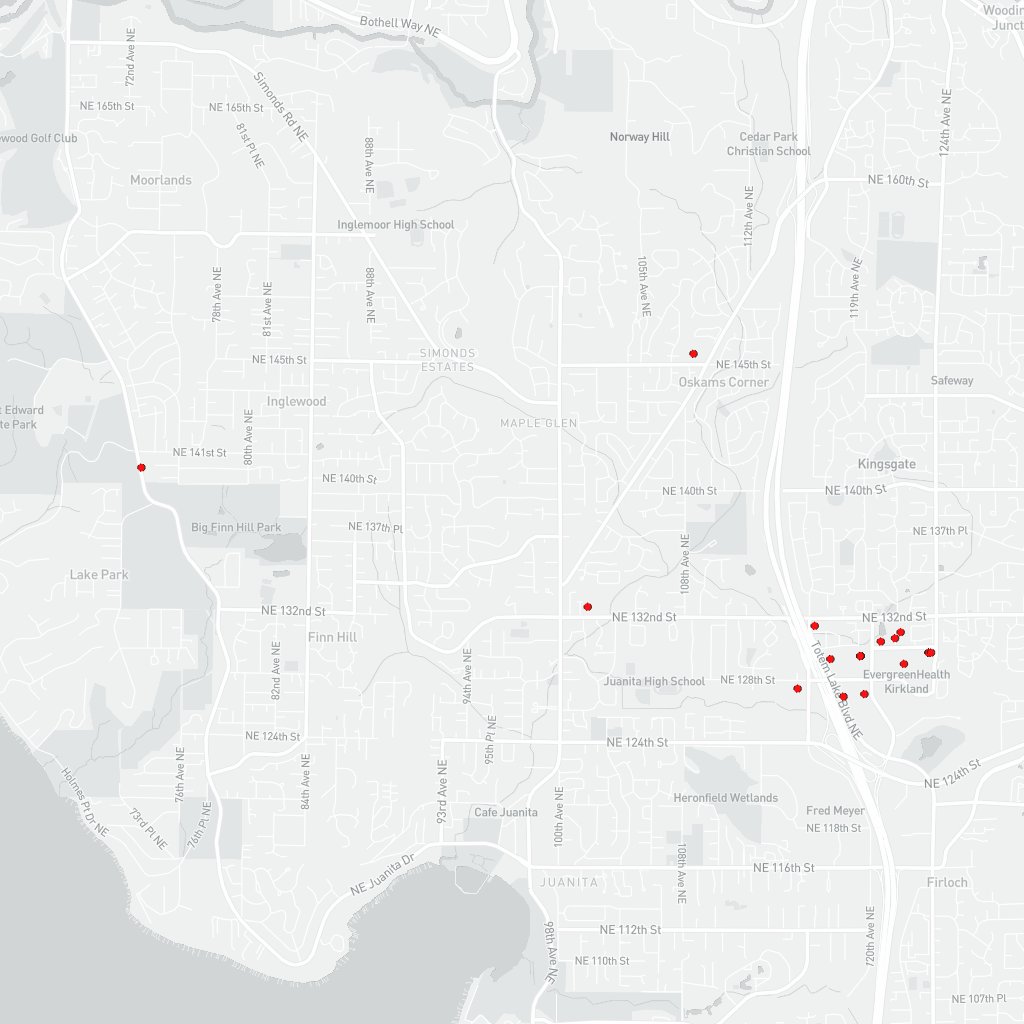 Bothell Way NE
Woodin
Junct
72nd Ave NE
NE 165th St
NE 165th St
Simonds Rd NE
81st Pl NE
ewood Golf Club
Norway Hill
Cedar Park
Christian School
124th Ave NE
Moorlands
88th Ave NE
NE 160th St
112th Ave NE
Inglemoor High School
78th Ave NE
81st Ave NE
88th Ave NE
105th Ave NE
119th Ave NE
NE 145th St
SIMONDS
ESTATES
NE 145th St
Oskams Corner
Safeway
Inglewood
t Edward
te Park
80th Ave NE
MAPLE GLEN
NE 141st St
NE 140th St
NE 140th St
Kingsgate
NE 140th St
Big Finn Hill Park
NE 137th Pl
NE 137th Pl
Lake Park
108th Ave NE
NE 132nd St
NE 132nd St
NE 132nd St
Finn Hill
82nd Ave NE
94th Ave NE
Juanita High School
NE 128th St
Totem Lake Blvd NE
EvergreenHealth
Kirkland
NE 124th St
95th Pl NE
NE 124th St
NE 124th St
76th Ave NE
84th Ave NE
93rd Ave NE
Holmes Pt Dr NE
73rd Pl NE
76th Pl NE
Cafe Juanita
100th Ave NE
Heronfield Wetlands
Fred Meyer
NE 118th St
108th Ave NE
NE Juanita Dr
NE 116th St
JUANITA
Firloch
98th Ave NE
NE 112th St
120th Ave NE
NE 110th St
NE 107th Pl